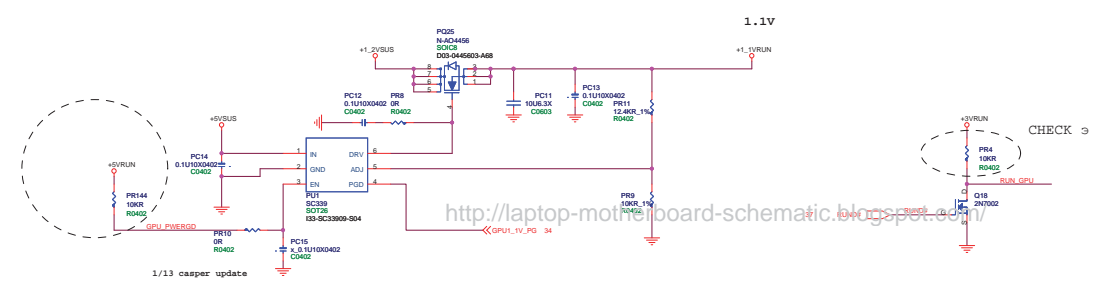 1.1V
PQ25
N-AO4456
SOIC8
D03-0445603-A68
+1_2VSUS
+1_1VRUN
8
7
6
5
3
2
1
4
PC12
0.1U10X0402
C0402
PR8
0R
R0402
PC11
10U6.3X
C0603
PC13
0.1U10X0402
C0402
PR11
12.4KR_1%
R0402
+5VSUS
PC14
0.1U10X0402
C0402
1 IN DRV 6
2 GND ADJ 5
3 EN PGD 4
PU1
SC339
SOT26
I33-SC33909-S04
+5VRUN
PR144
10KR
R0402
GPU_PWERGD
PR10
0R
R0402
PC15
x_0.1U10X0402
C0402
1/13 casper update
PR9
10KR_1%
R0402
GPU1_1V_PG 34
http://laptop-motherboard-schematic.blogspot.com/
+3VRUN
CHECK
PR4
10KR
R0402
RUN_GPU
37
D
G
S
Q18
2N7002